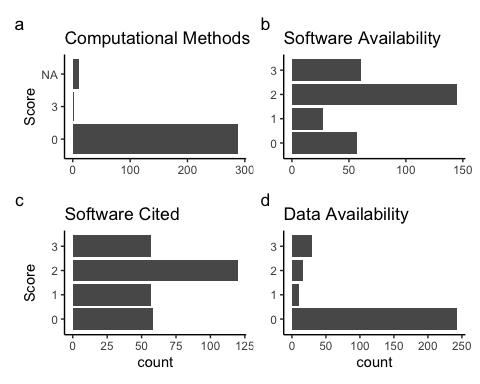 a
Computational Methods
Score
NA
3
0
0 100 200 300
b
Software Availability
3
2
1
0
0 50 100 150
c
Software Cited
Score
3
2
1
0
0 25 50 75 100 125
count
d
Data Availability
3
2
1
0
0 50 100 150 200 250
count